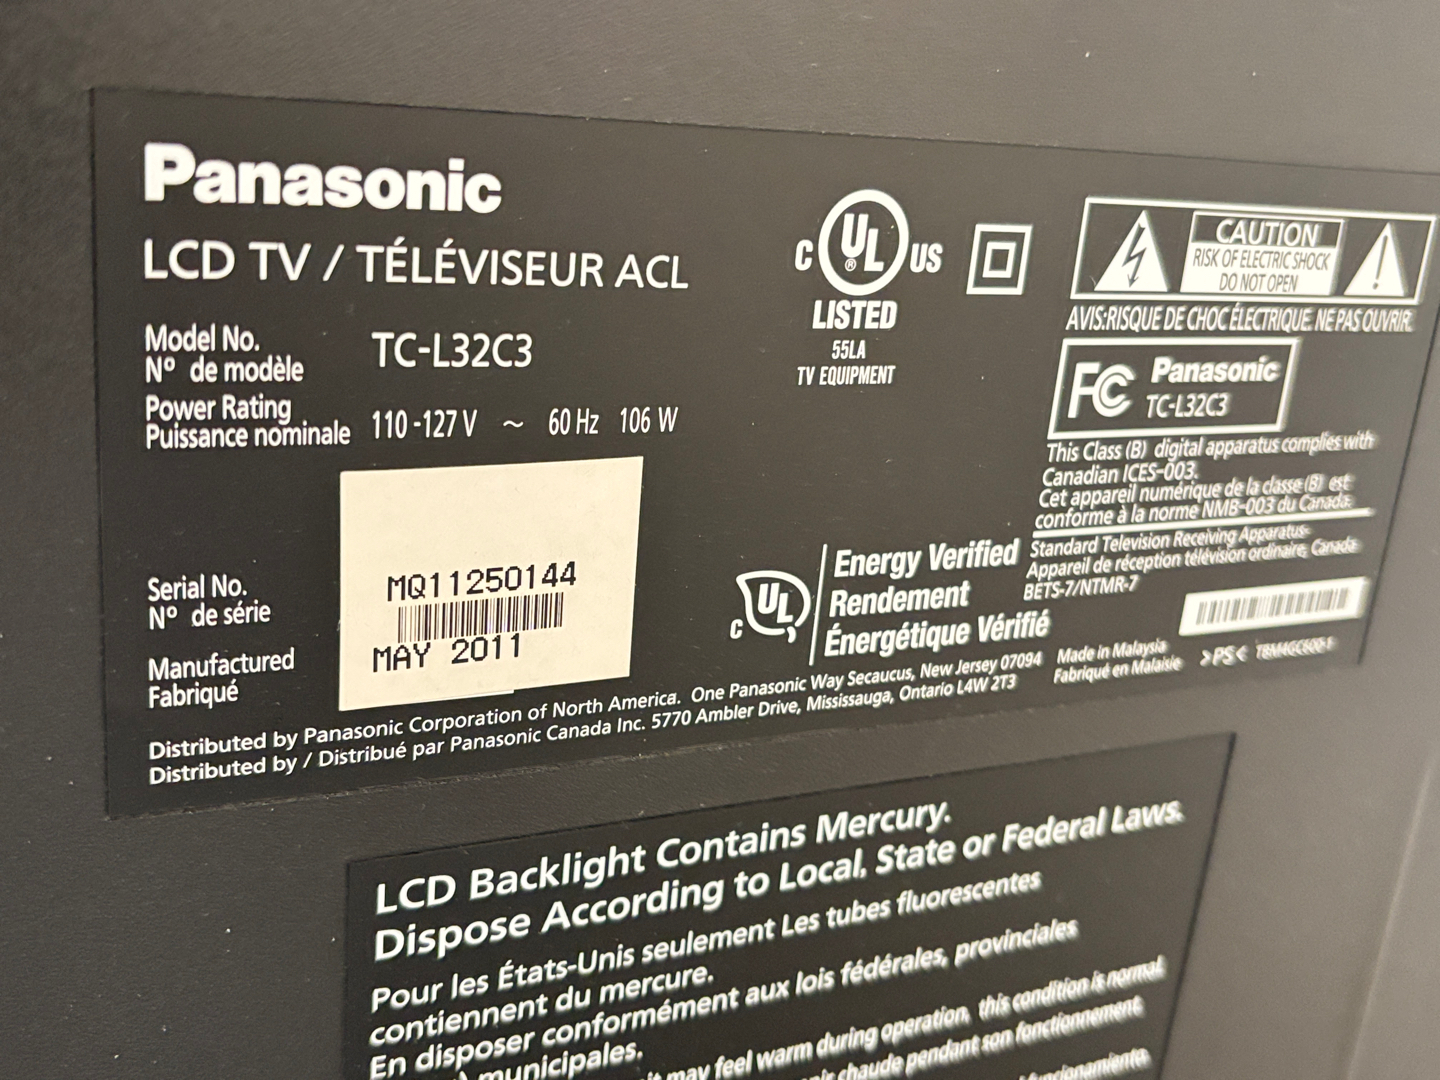 Panasonic
LCD TV / TÉLÉVISEUR ACL
Model No.
Nº de modèle
TC-L32C3
Power Rating
Puissance nominale
110-127 V ~ 60 Hz 106 W
Serial No.
Nº de série
MQ11250144
Manufactured
Fabriqué
MAY 2011
C UL ® US
LISTED
55LA
TV EQUIPMENT
CAUTION
RISK OF ELECTRIC SHOCK
DO NOT OPEN
AVIS:RISQUE DE CHOC ÉLECTRIQUE. NE PAS OUVRIR.
FC Panasonic
TC-L32C3
This Class (B) digital apparatus complies with
Canadian ICES-003.
Cet appareil numérique de la classe (B) est
conforme à la norme NMB-003 du Canada.
Standard Television Receiving Apparatus-
Appareil de réception télévision ordinaire, Canada
BETS-7/NTMR-7
C UL
Energy Verified
Rendement
Énergétique Vérifié
Made in Malaysia
Fabriqué en Malaisie
>PS<
Distributed by Panasonic Corporation of North America. One Panasonic Way Secaucus, New Jersey 07094
Distributed by / Distribué par Panasonic Canada Inc. 5770 Ambler Drive, Mississauga, Ontario L4W 2T3
LCD Backlight Contains Mercury.
Dispose According to Local, State or Federal Laws.
Pour les États-Unis seulement Les tubes fluorescentes
contiennent du mercure.
En disposer conformément aux lois fédérales, provinciales
municipales.
may feel warm during operation, this condition is normal.
chaude pendant son fonctionnement.
funcionamiento.